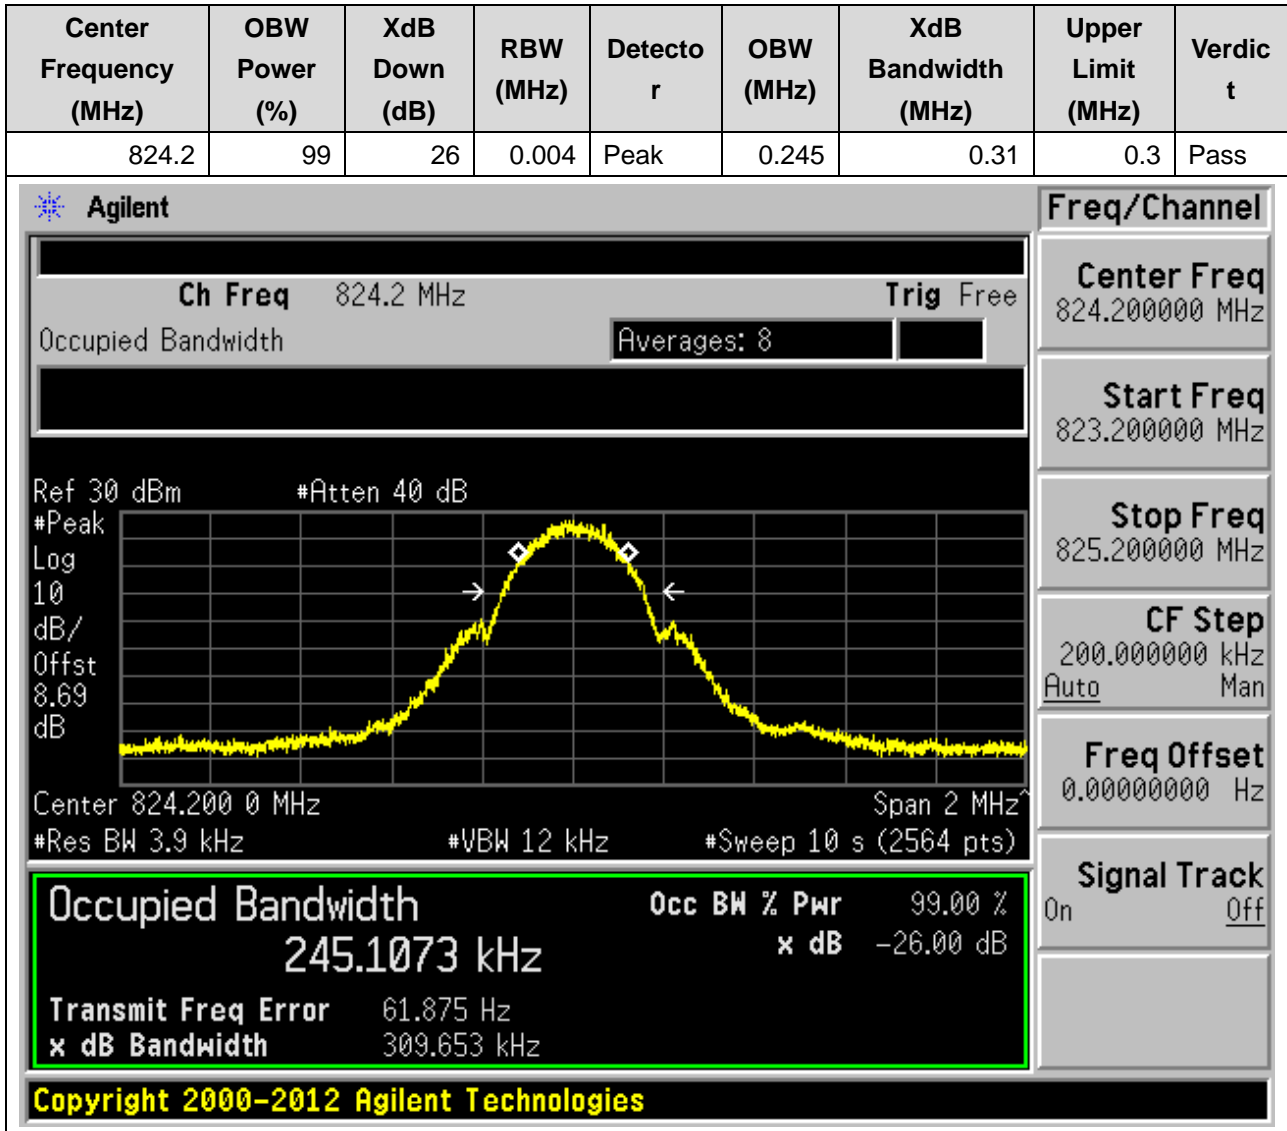 Center Frequency (MHz) OBW Power (%) XdB Down (dB) RBW (MHz) Detecto r OBW (MHz) XdB Bandwidth (MHz) Upper Limit (MHz) Verdic t
824.2 99 26 0.004 Peak 0.245 0.31 0.3 Pass
Agilent
Freq/Channel
Ch Freq 824.2 MHz Trig Free
Occupied Bandwidth Averages: 8
Center Freq
824.200000 MHz
Start Freq
823.200000 MHz
Stop Freq
825.200000 MHz
CF Step
200.000000 kHz
Auto Man
Freq Offset
0.00000000 Hz
Signal Track
On Off
Ref 30 dBm #Atten 40 dB
#Peak
Log
10
dB/
Offst
8.69
dB
Center 824.200 0 MHz Span 2 MHz^
#Res BW 3.9 kHz #VBW 12 kHz #Sweep 10 s (2564 pts)
Occupied Bandwidth
245.1073 kHz
Occ BW % Pwr 99.00 %
x dB -26.00 dB
Transmit Freq Error 61.875 Hz
x dB Bandwidth 309.653 kHz
Copyright 2000-2012 Agilent Technologies